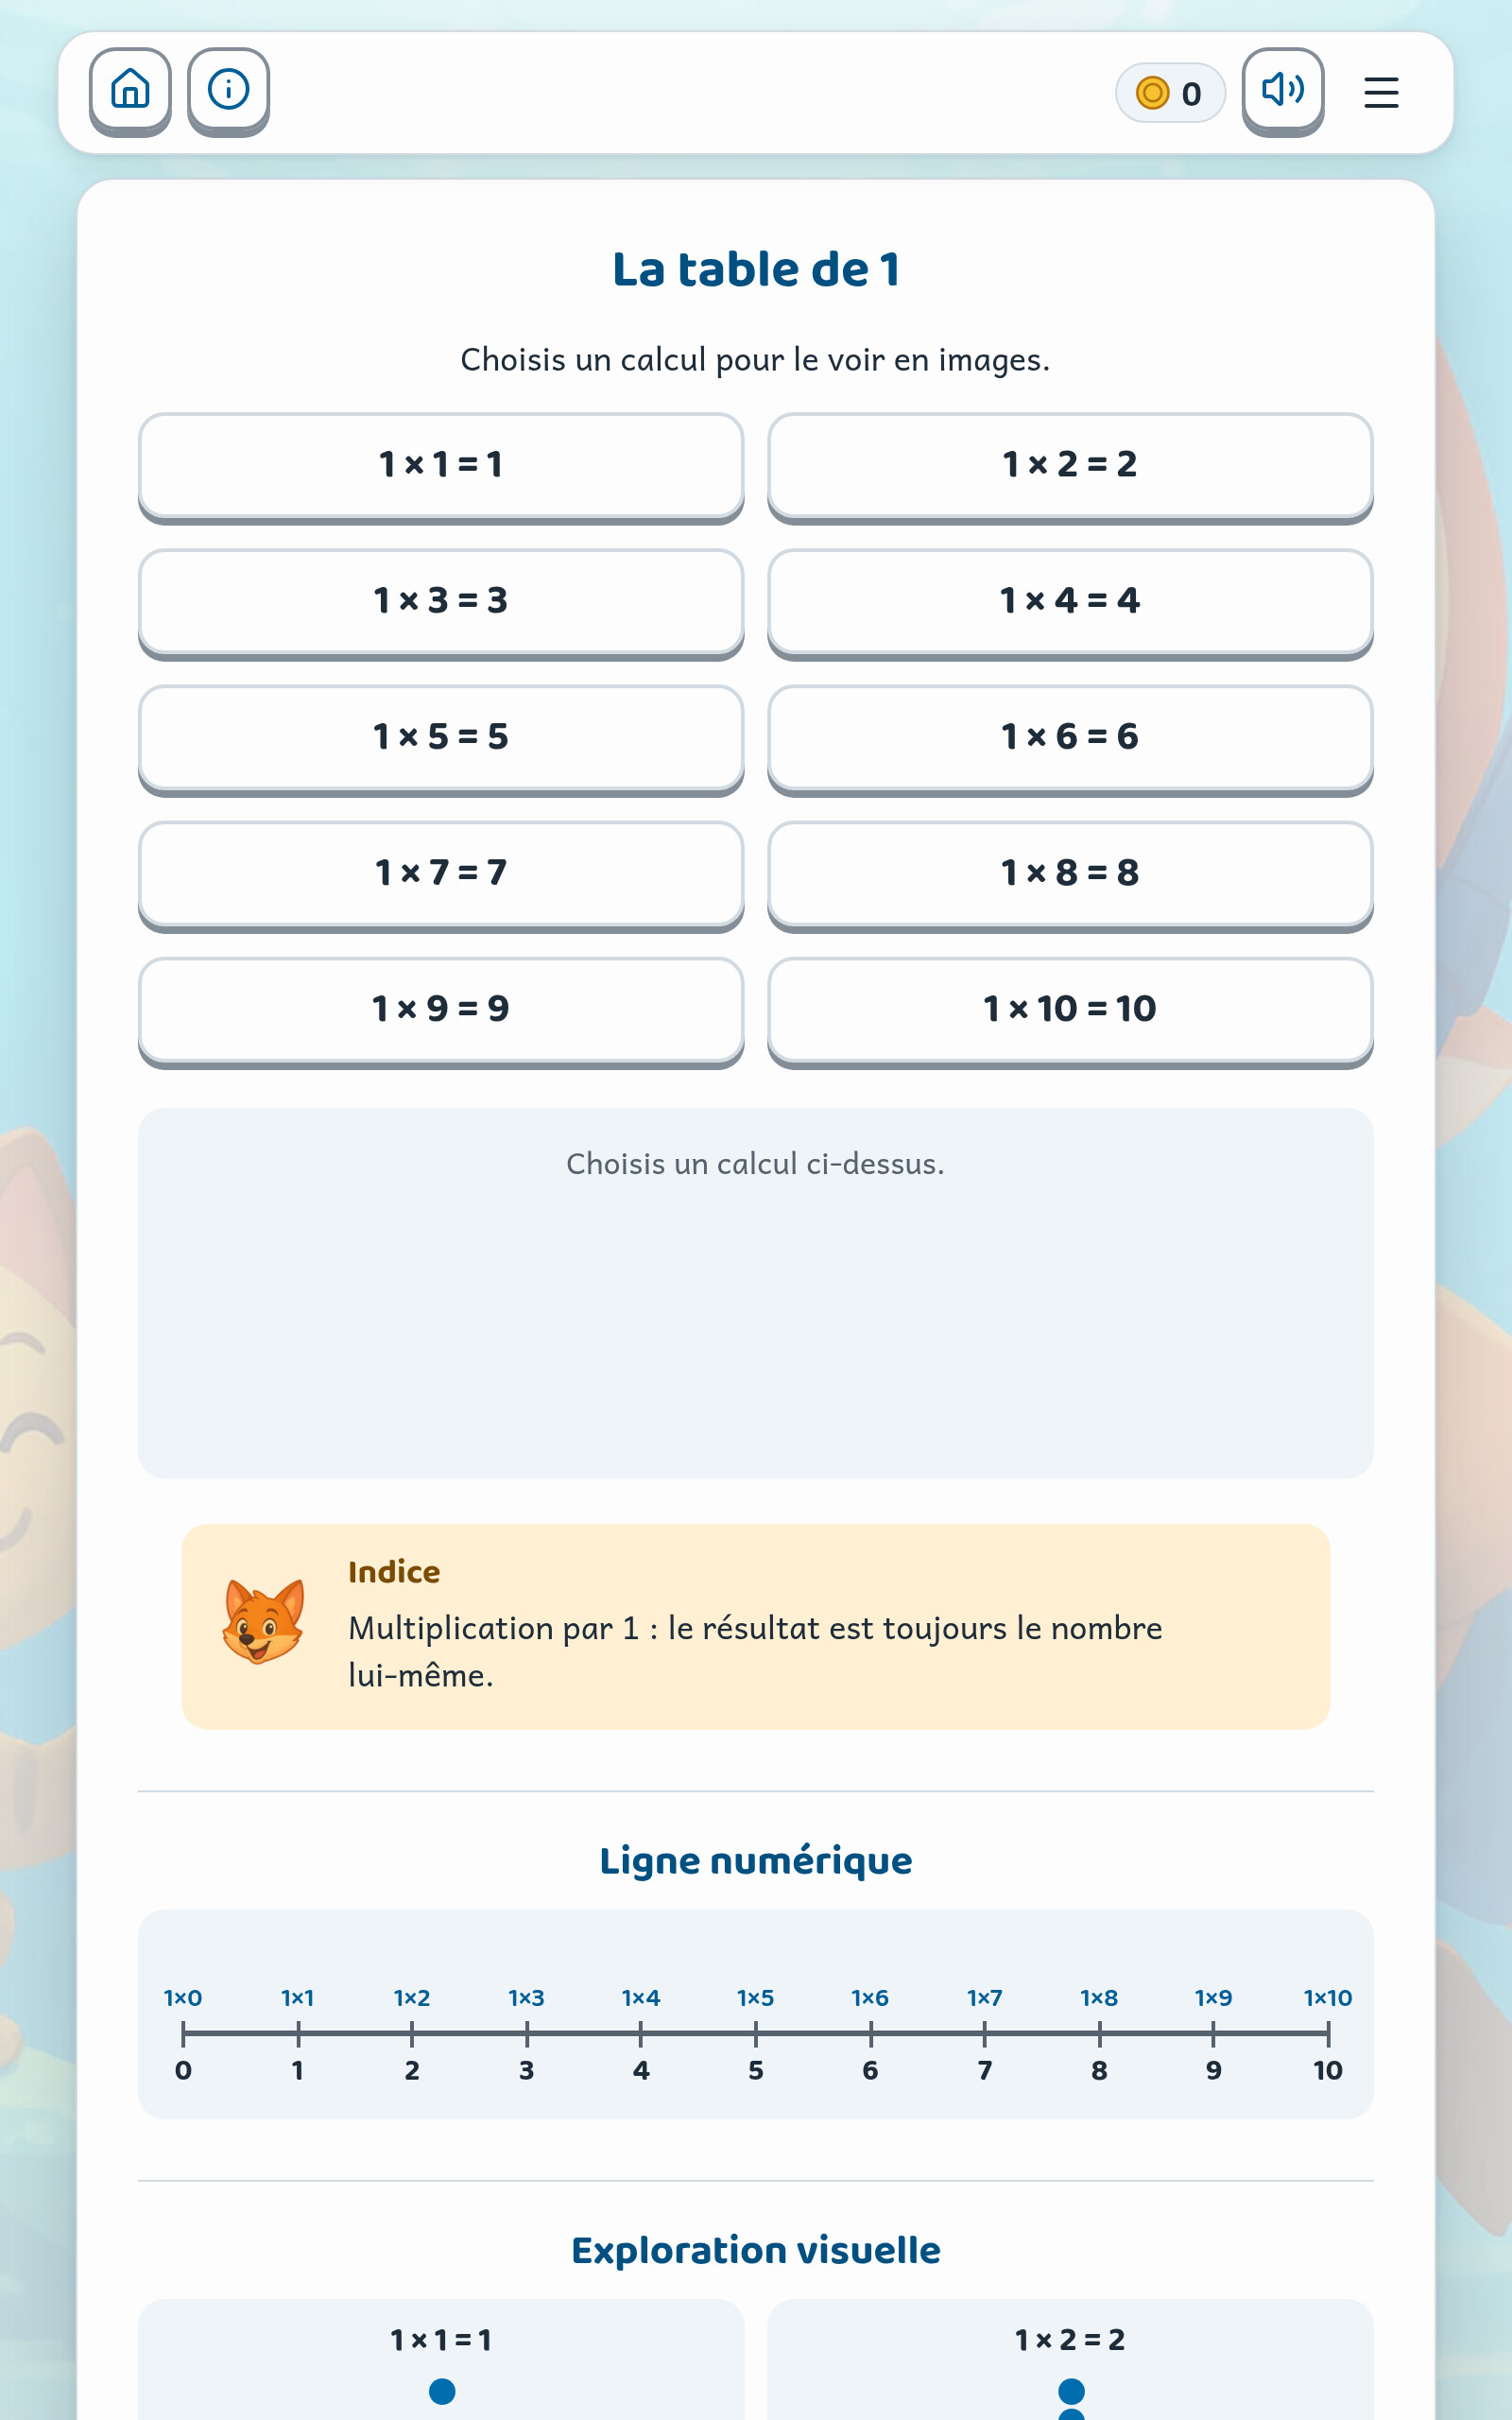 0
La table de 1
Choisis un calcul pour le voir en images.
1 × 1 = 1
1 × 2 = 2
1 × 3 = 3
1 × 4 = 4
1 × 5 = 5
1 × 6 = 6
1 × 7 = 7
1 × 8 = 8
1 × 9 = 9
1 × 10 = 10
Choisis un calcul ci-dessus.
Indice
Multiplication par 1 : le résultat est toujours le nombre
lui-même.
Ligne numérique
1×0 1×1 1×2 1×3 1×4 1×5 1×6 1×7 1×8 1×9 1×10
0 1 2 3 4 5 6 7 8 9 10
Exploration visuelle
1 × 1 = 1
1 × 2 = 2